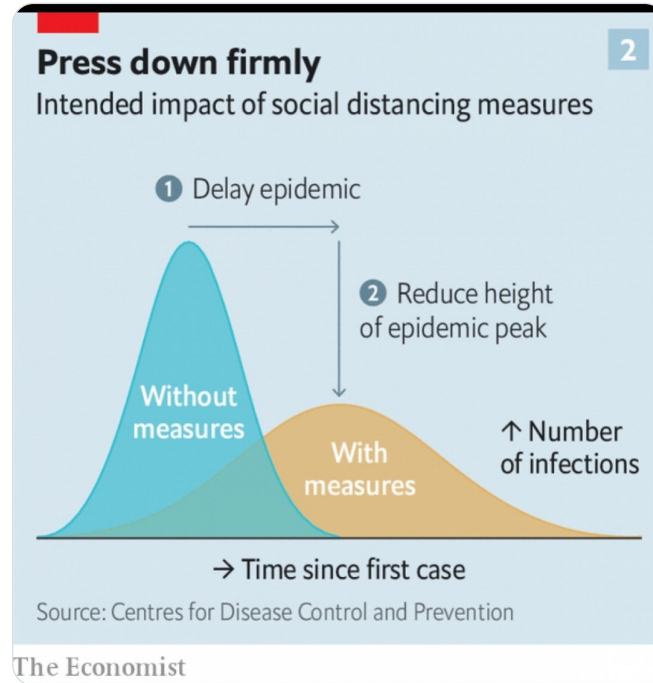 Press down firmly
2
Intended impact of social distancing measures
1 Delay epidemic
2 Reduce height
of epidemic peak
Without
measures
With
measures
↑ Number
of infections
→ Time since first case
Source: Centres for Disease Control and Prevention
The Economist